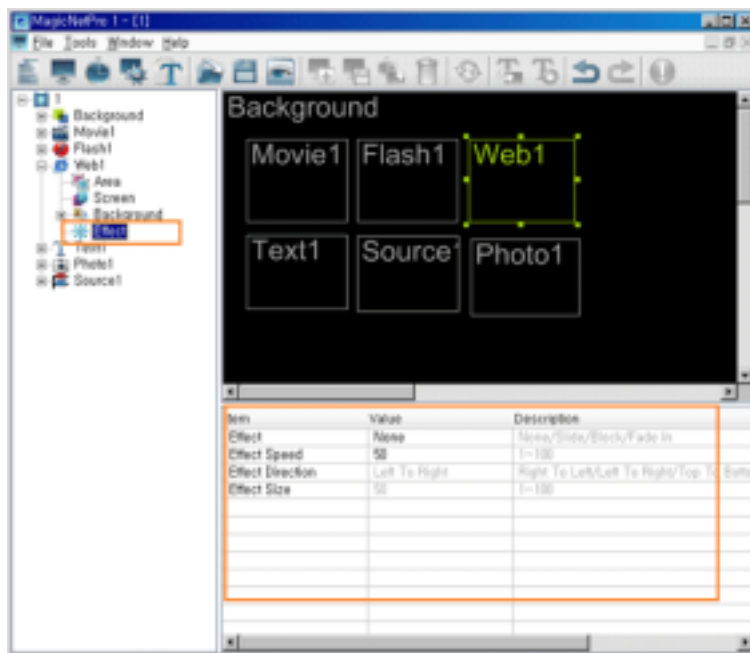 MagicNetPro 1 - [1]
File Tools Window Help
1
Background
Movie1
Flash1
Web1
Area
Screen
Background
Effect
Text1
Photo1
Source1
Background
Movie1 Flash1 Web1
Text1 Source Photo1
Item Value Description
Effect None None/Slide/Block/Fade In
Effect Speed 50 1~100
Effect Direction Left To Right Right To Left/Left To Right/Top To Botto
Effect Size 50 1~100